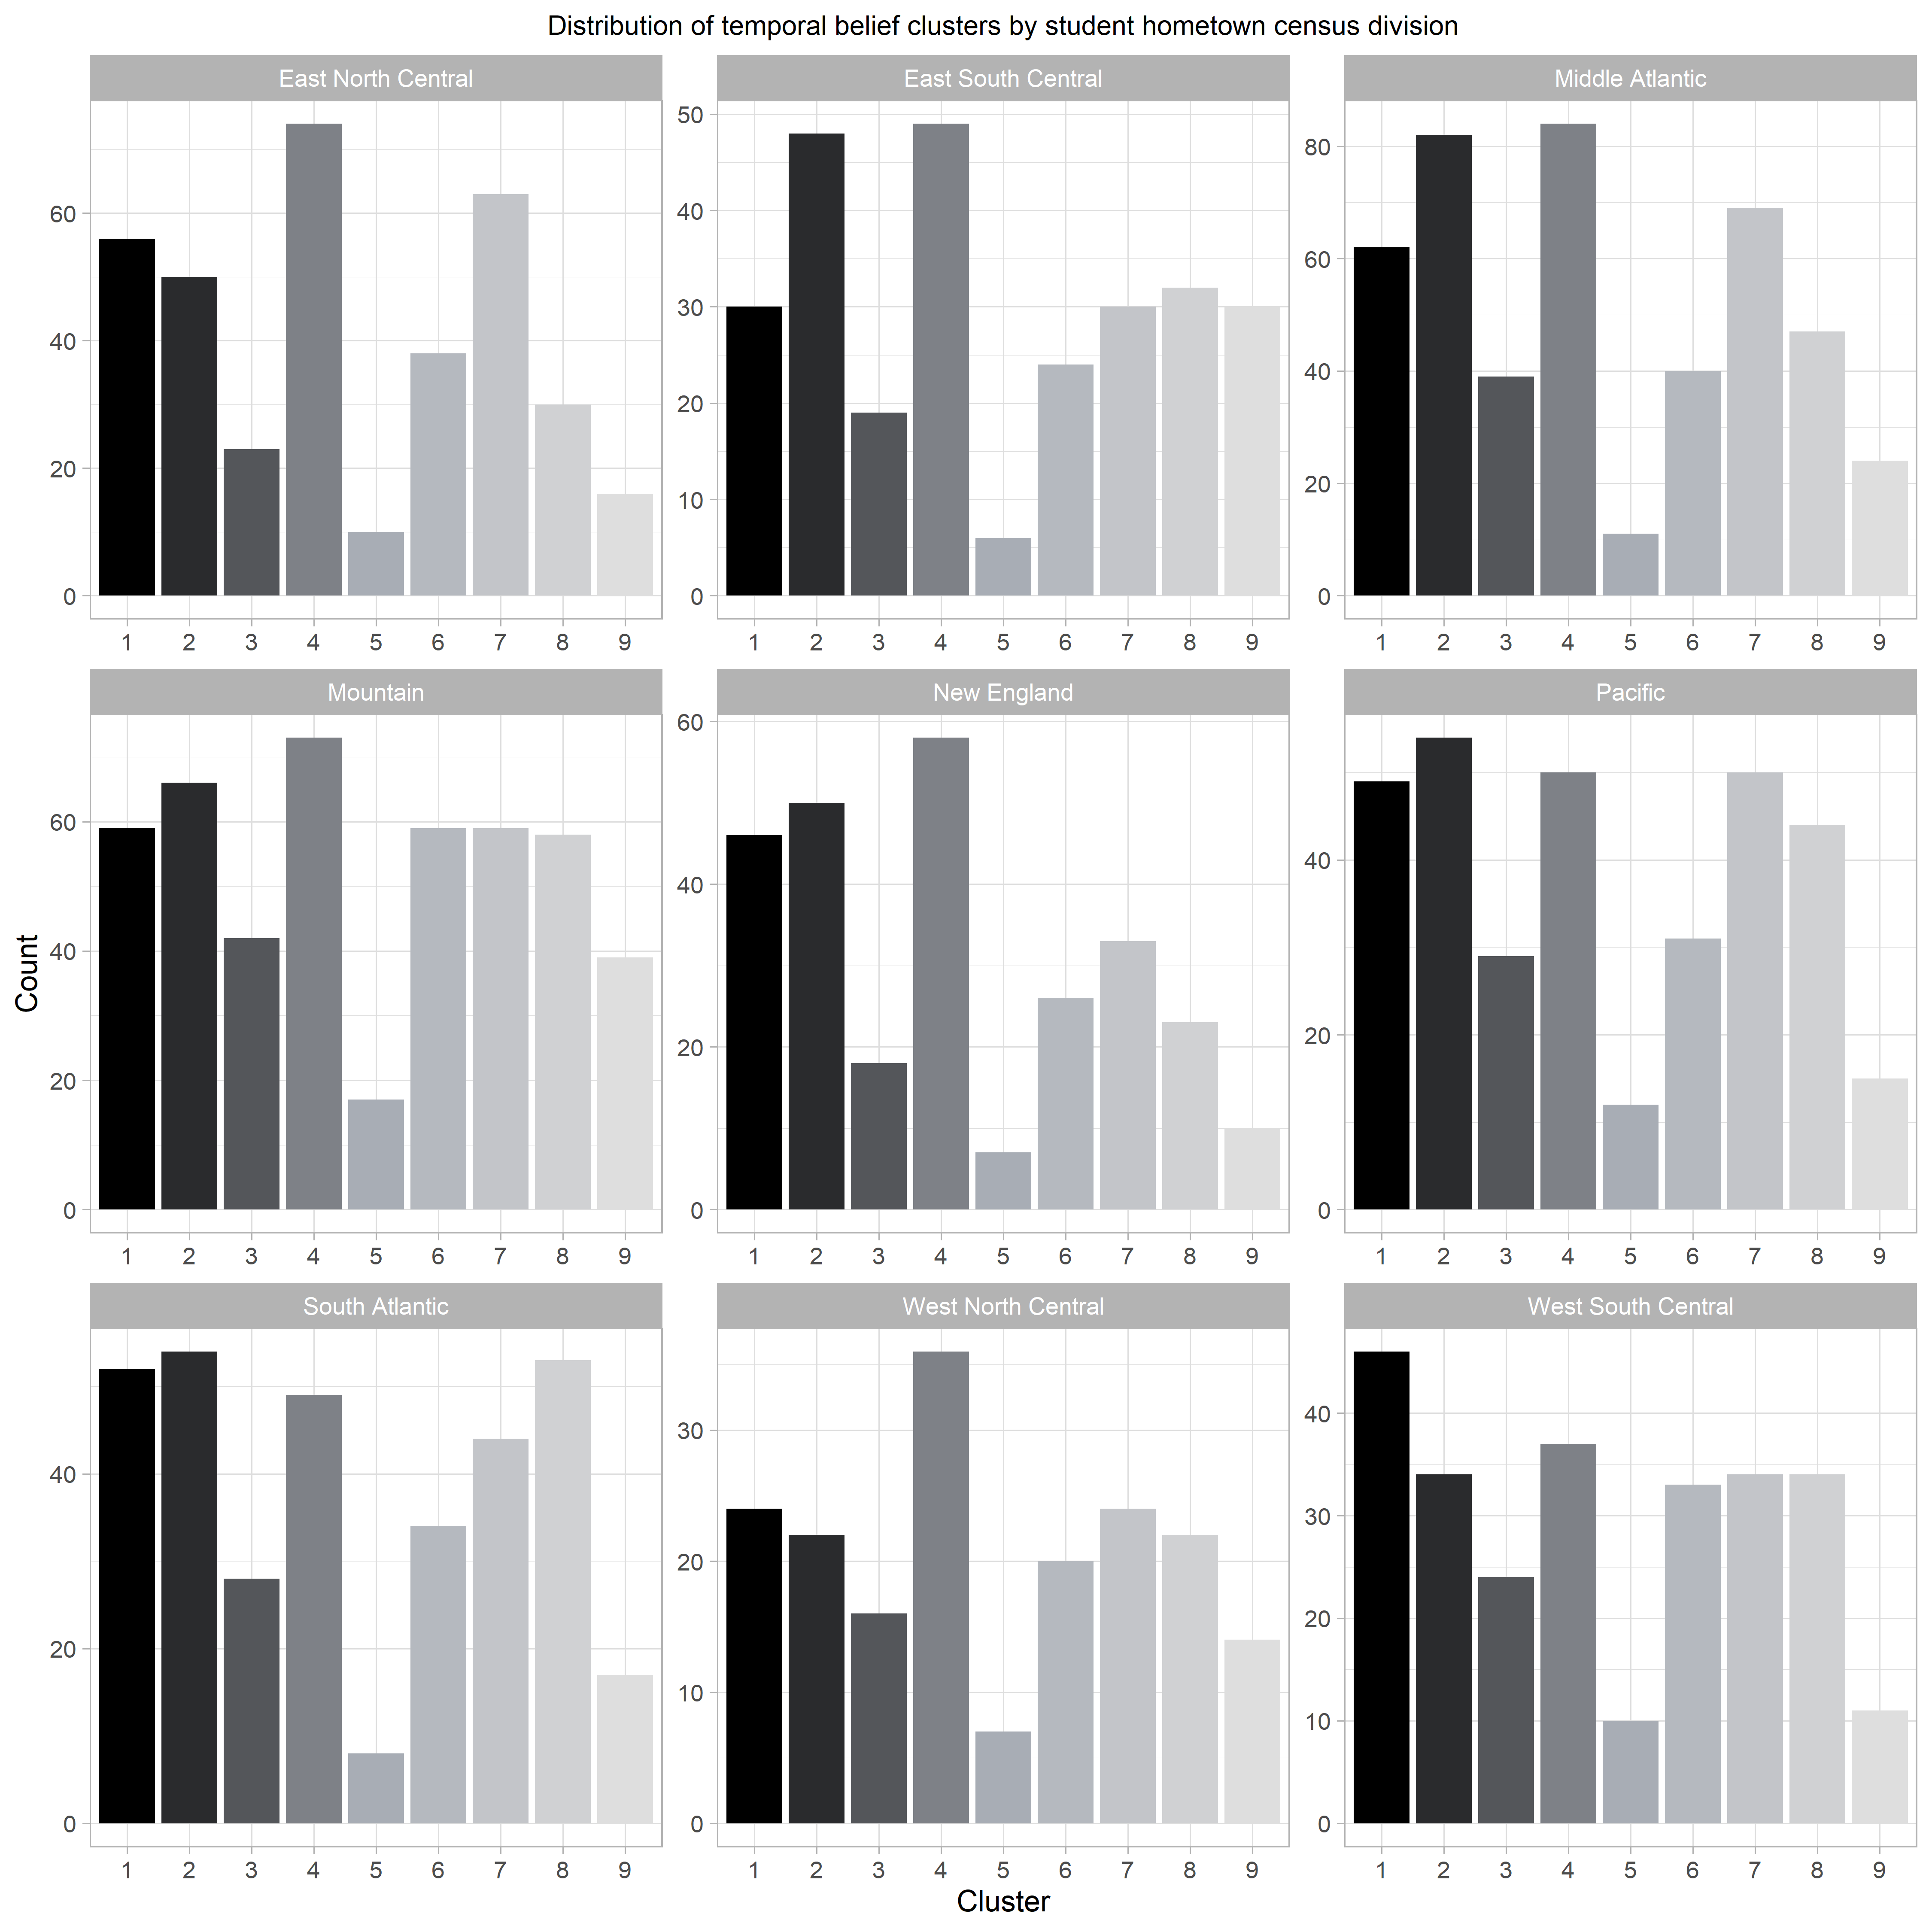 Distribution of temporal belief clusters by student hometown census division
East North Central
East South Central
Middle Atlantic
60
40
20
0
1 2 3 4 5 6 7 8 9
50
40
30
20
10
0
1 2 3 4 5 6 7 8 9
80
60
40
20
0
1 2 3 4 5 6 7 8 9
Mountain
New England
Pacific
Count
60
40
20
0
1 2 3 4 5 6 7 8 9
60
40
20
0
1 2 3 4 5 6 7 8 9
40
20
0
1 2 3 4 5 6 7 8 9
South Atlantic
West North Central
West South Central
40
20
0
1 2 3 4 5 6 7 8 9
30
20
10
0
1 2 3 4 5 6 7 8 9
40
30
20
10
0
1 2 3 4 5 6 7 8 9
Cluster